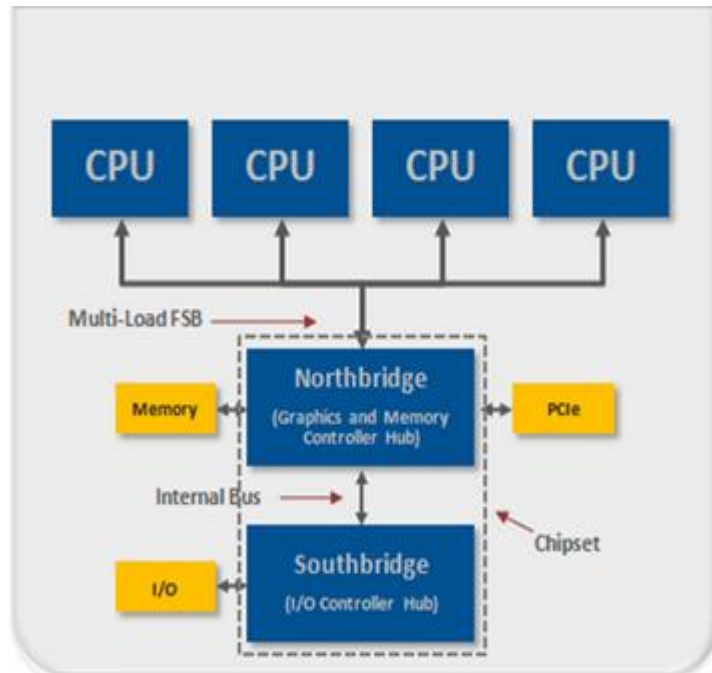 CPU
CPU
CPU
CPU
Multi-Load FSB
Northbridge
(Graphics and Memory
Controller Hub)
Memory
PCIe
Internal Bus
Chipset
Southbridge
(I/O Controller Hub)
I/O